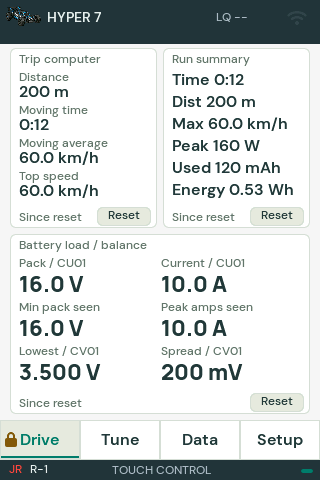 HYPER 7
LQ --
Trip computer
Distance
200 m
Moving time
0:12
Moving average
60.0 km/h
Top speed
60.0 km/h
Since reset
Reset
Run summary
Time 0:12
Dist 200 m
Max 60.0 km/h
Peak 160 W
Used 120 mAh
Energy 0.53 Wh
Since reset
Reset
Battery load / balance
Pack / CU01
Current / CU01
16.0 V
10.0 A
Min pack seen
Peak amps seen
16.0 V
10.0 A
Lowest / CV01
Spread / CV01
3.500 V
200 mV
Since reset
Reset
Drive
Tune
Data
Setup
JR R-1
TOUCH CONTROL